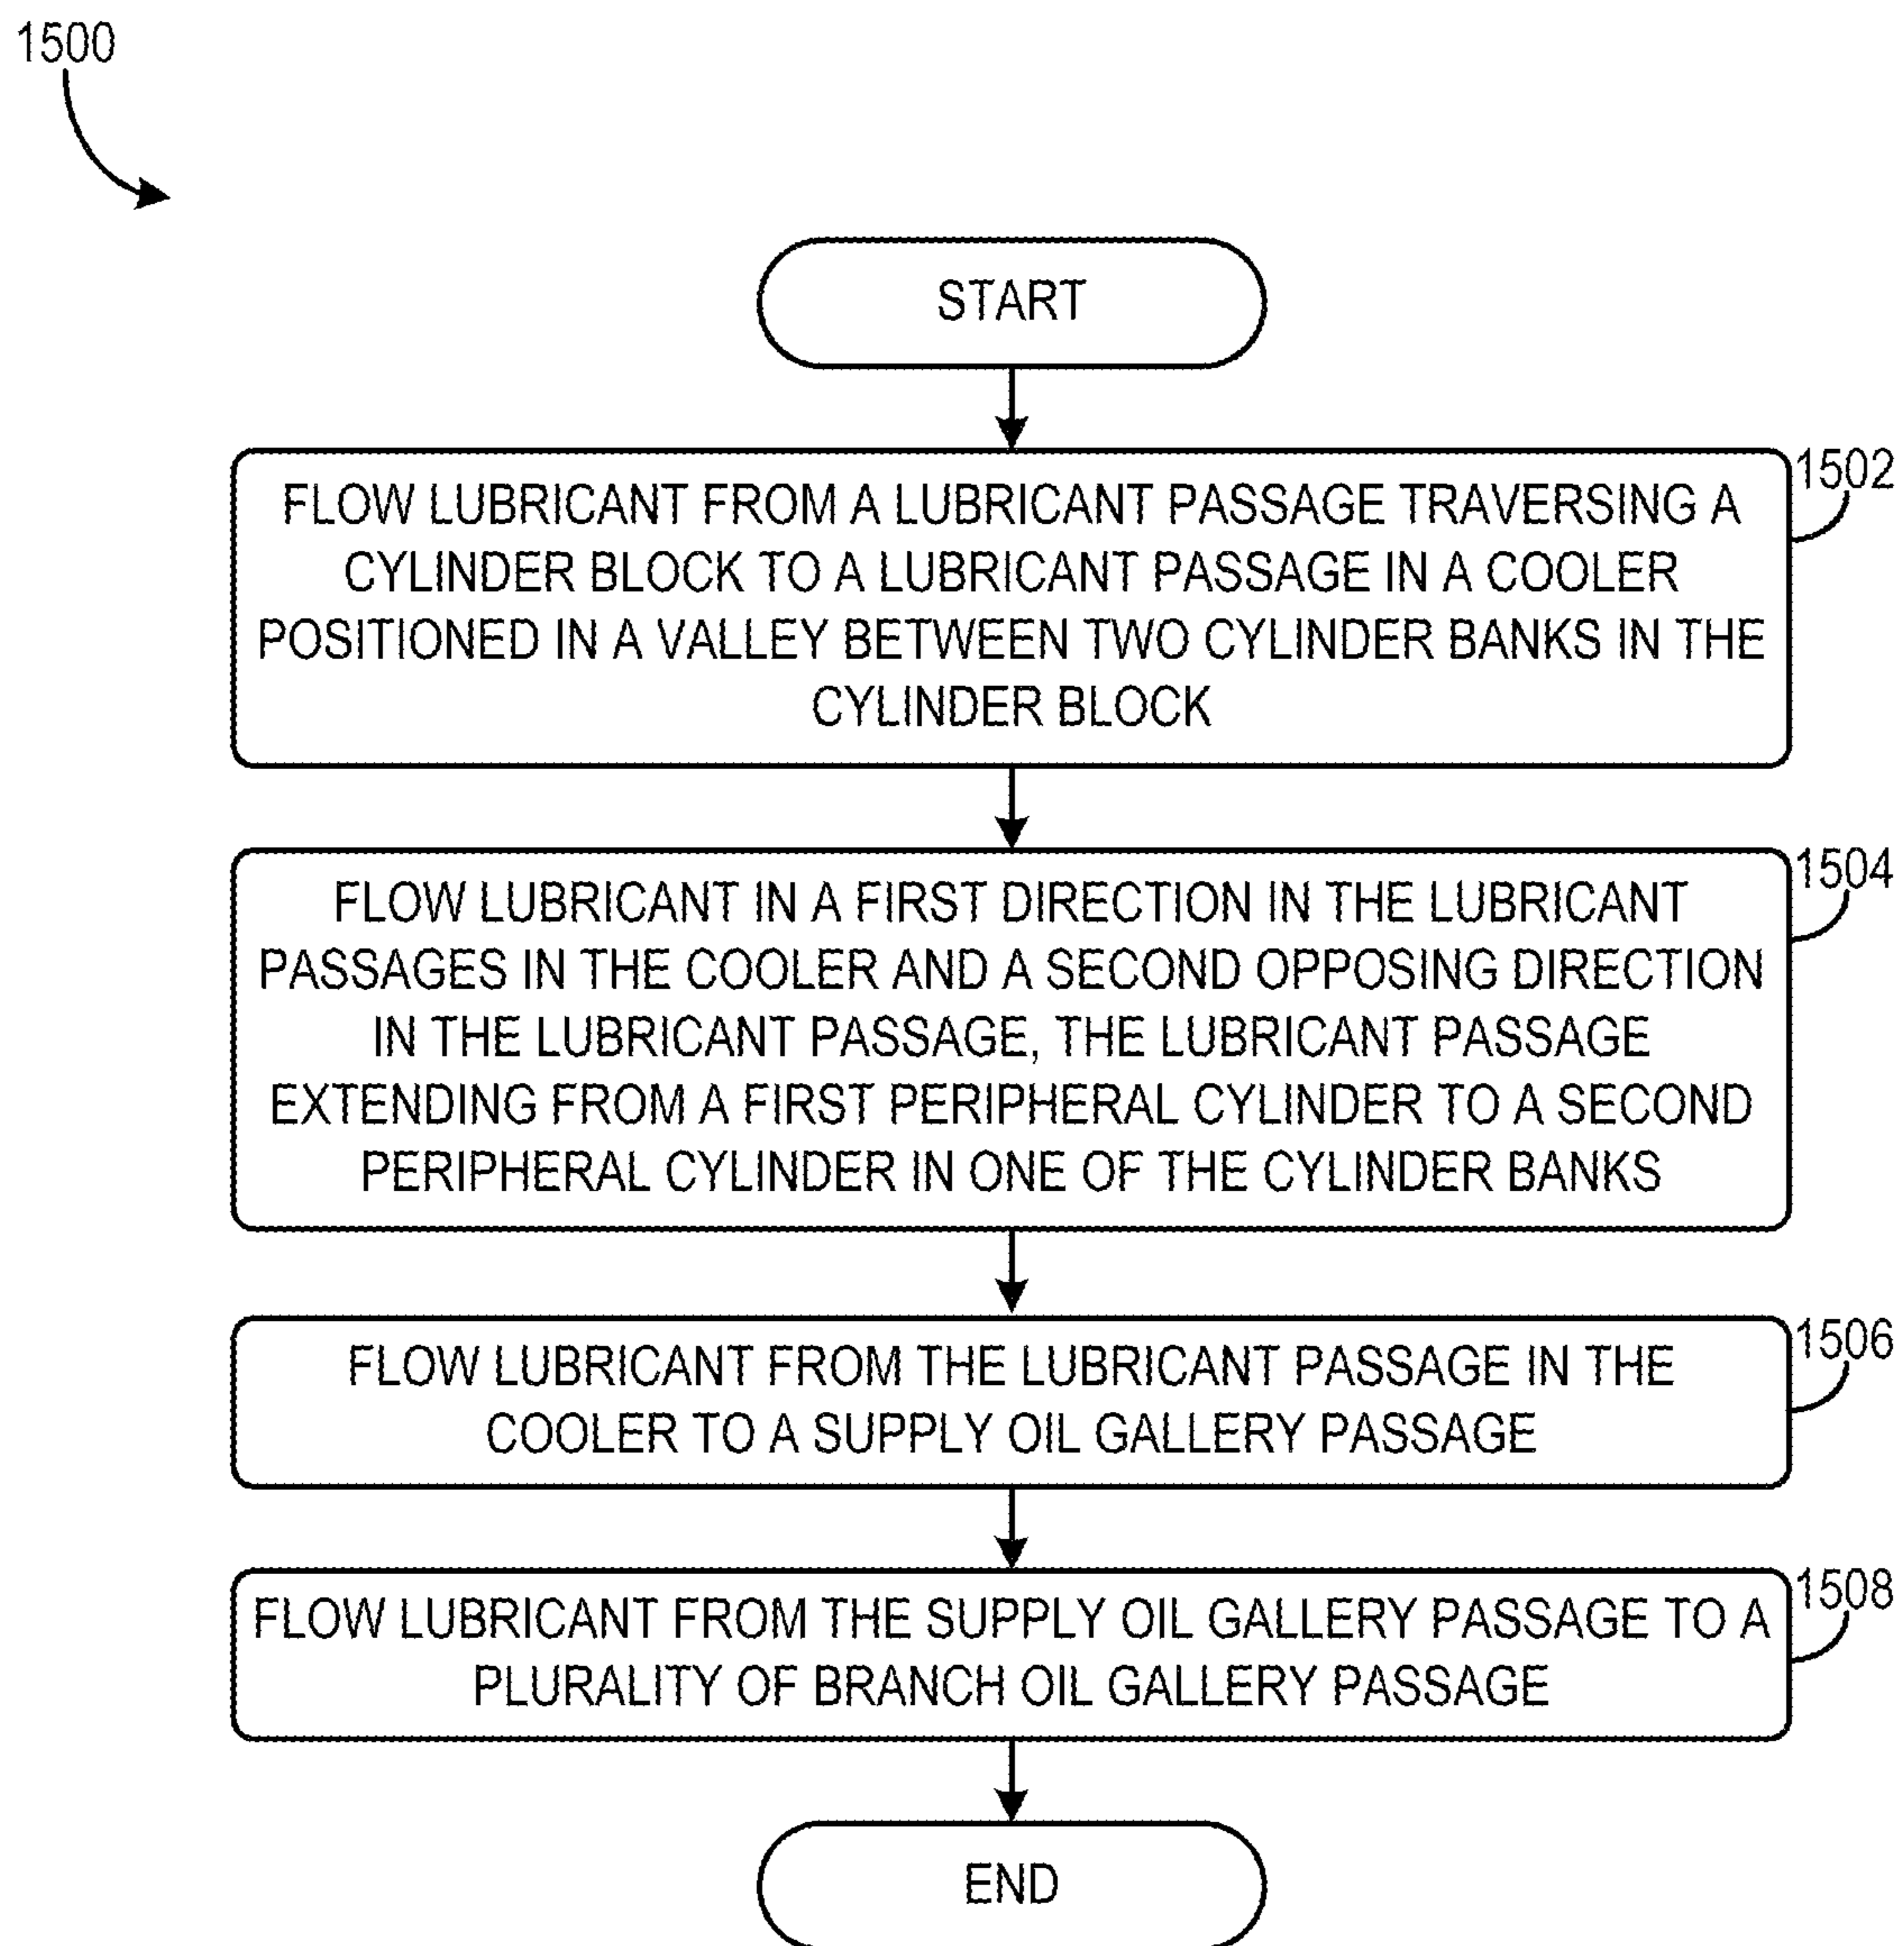 1500
START
1502
FLOW LUBRICANT FROM A LUBRICANT PASSAGE TRAVERSING A
CYLINDER BLOCK TO A LUBRICANT PASSAGE IN A COOLER
POSITIONED IN A VALLEY BETWEEN TWO CYLINDER BANKS IN THE
CYLINDER BLOCK
1504
FLOW LUBRICANT IN A FIRST DIRECTION IN THE LUBRICANT
PASSAGES IN THE COOLER AND A SECOND OPPOSING DIRECTION
IN THE LUBRICANT PASSAGE, THE LUBRICANT PASSAGE
EXTENDING FROM A FIRST PERIPHERAL CYLINDER TO A SECOND
PERIPHERAL CYLINDER IN ONE OF THE CYLINDER BANKS
1506
FLOW LUBRICANT FROM THE LUBRICANT PASSAGE IN THE
COOLER TO A SUPPLY OIL GALLERY PASSAGE
1508
FLOW LUBRICANT FROM THE SUPPLY OIL GALLERY PASSAGE TO A
PLURALITY OF BRANCH OIL GALLERY PASSAGE
END